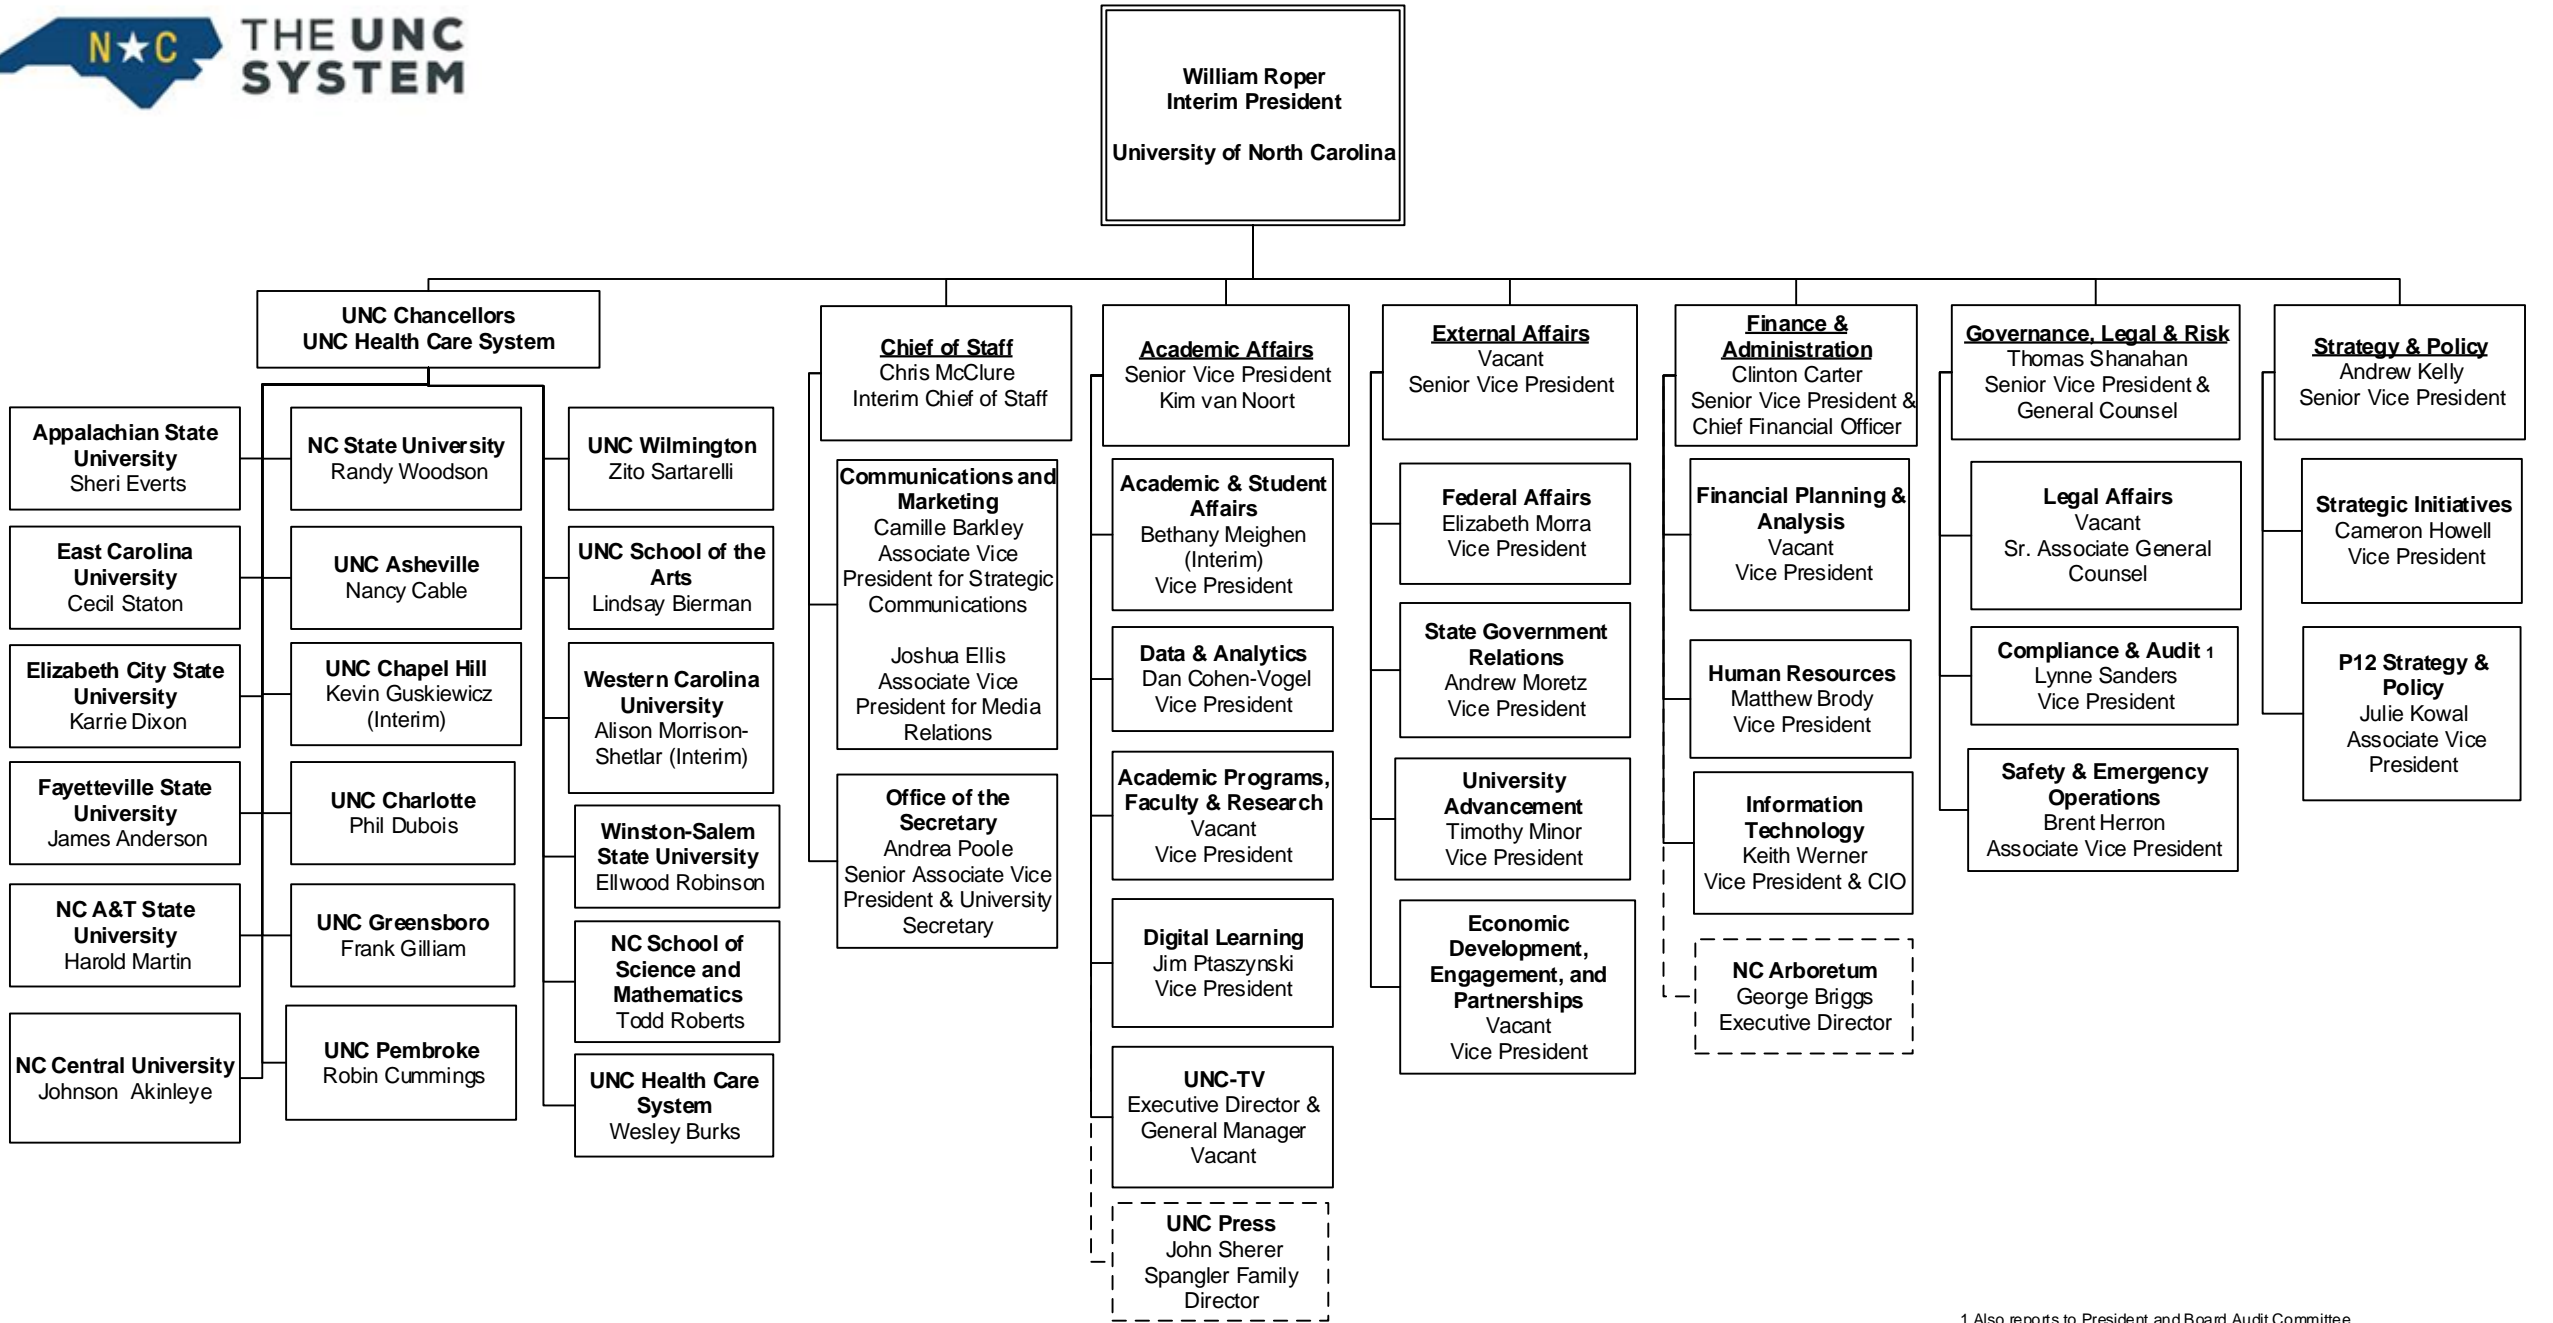 N★C
THE UNC
SYSTEM
William Roper
Interim President
University of North Carolina
UNC Chancellors
UNC Health Care System
Appalachian State
University
Sheri Everts
East Carolina
University
Cecil Staton
Elizabeth City State
University
Karrie Dixon
Fayetteville State
University
James Anderson
NC A&T State
University
Harold Martin
NC Central University
Johnson Akinleye
NC State University
Randy Woodson
UNC Asheville
Nancy Cable
UNC Chapel Hill
Kevin Guskiewicz
(Interim)
UNC Charlotte
Phil Dubois
UNC Greensboro
Frank Gilliam
UNC Pembroke
Robin Cummings
UNC Wilmington
Zito Sartarelli
UNC School of the
Arts
Lindsay Bierman
Western Carolina
University
Alison Morrison-
Shetlar (Interim)
Winston-Salem
State University
Ellwood Robinson
NC School of
Science and
Mathematics
Todd Roberts
UNC Health Care
System
Wesley Burks
Chief of Staff
Chris McClure
Interim Chief of Staff
Communications and
Marketing
Camille Barkley
Associate Vice
President for Strategic
Communications
Joshua Ellis
Associate Vice
President for Media
Relations
Office of the
Secretary
Andrea Poole
Senior Associate Vice
President & University
Secretary
Academic Affairs
Senior Vice President
Kim van Noort
Academic & Student
Affairs
Bethany Meighen
(Interim)
Vice President
Data & Analytics
Dan Cohen-Vogel
Vice President
Academic Programs,
Faculty & Research
Vacant
Vice President
Digital Learning
Jim Ptaszynski
Vice President
UNC-TV
Executive Director &
General Manager
Vacant
UNC Press
John Sherer
Spangler Family
Director
External Affairs
Vacant
Senior Vice President
Federal Affairs
Elizabeth Morra
Vice President
State Government
Relations
Andrew Moretz
Vice President
University
Advancement
Timothy Minor
Vice President
Economic
Development,
Engagement, and
Partnerships
Vacant
Vice President
Finance &
Administration
Clinton Carter
Senior Vice President &
Chief Financial Officer
Financial Planning &
Analysis
Vacant
Vice President
Human Resources
Matthew Brody
Vice President
Information
Technology
Keith Werner
Vice President & CIO
NC Arboretum
George Briggs
Executive Director
Governance, Legal & Risk
Thomas Shanahan
Senior Vice President &
General Counsel
Legal Affairs
Vacant
Sr. Associate General
Counsel
Compliance & Audit 1
Lynne Sanders
Vice President
Safety & Emergency
Operations
Brent Herron
Associate Vice President
Strategy & Policy
Andrew Kelly
Senior Vice President
Strategic Initiatives
Cameron Howell
Vice President
P12 Strategy &
Policy
Julie Kowal
Associate Vice
President
1 Also reports to President and Board Audit Committee